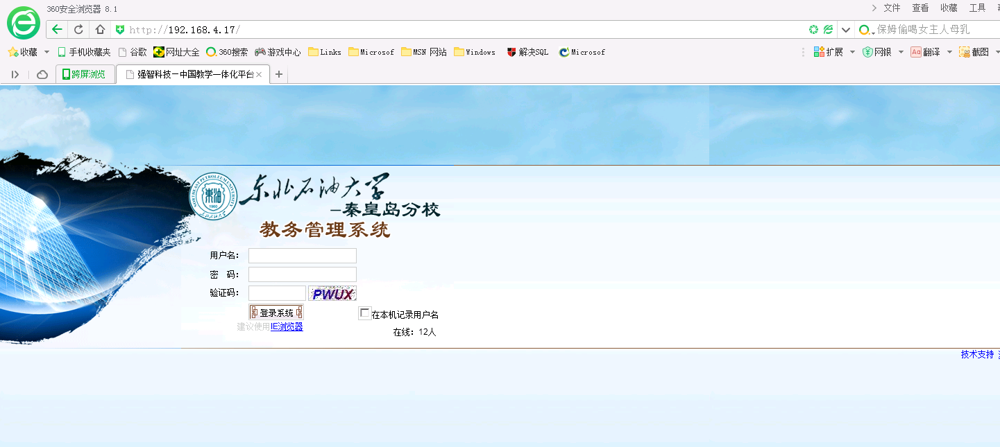 360安全浏览器 8.1
文件 查看 收藏 工具
http://192.168.4.17/
保姆偷喝女主人母乳
收藏 手机收藏夹 谷歌 网址大全 360搜索 游戏中心 Links Microsof MSN 网站 Windows 解决SQL Microsof 扩展 网银 翻译 截图
跨屏浏览 强智科技－中国教学一体化平台
東油
1960
东北石油大学
–秦皇岛分校
教务管理系统
用户名：
密 码：
验证码： PWUX
登录系统 在本机记录用户名
建议使用IE浏览器
在线：12人
技术支持